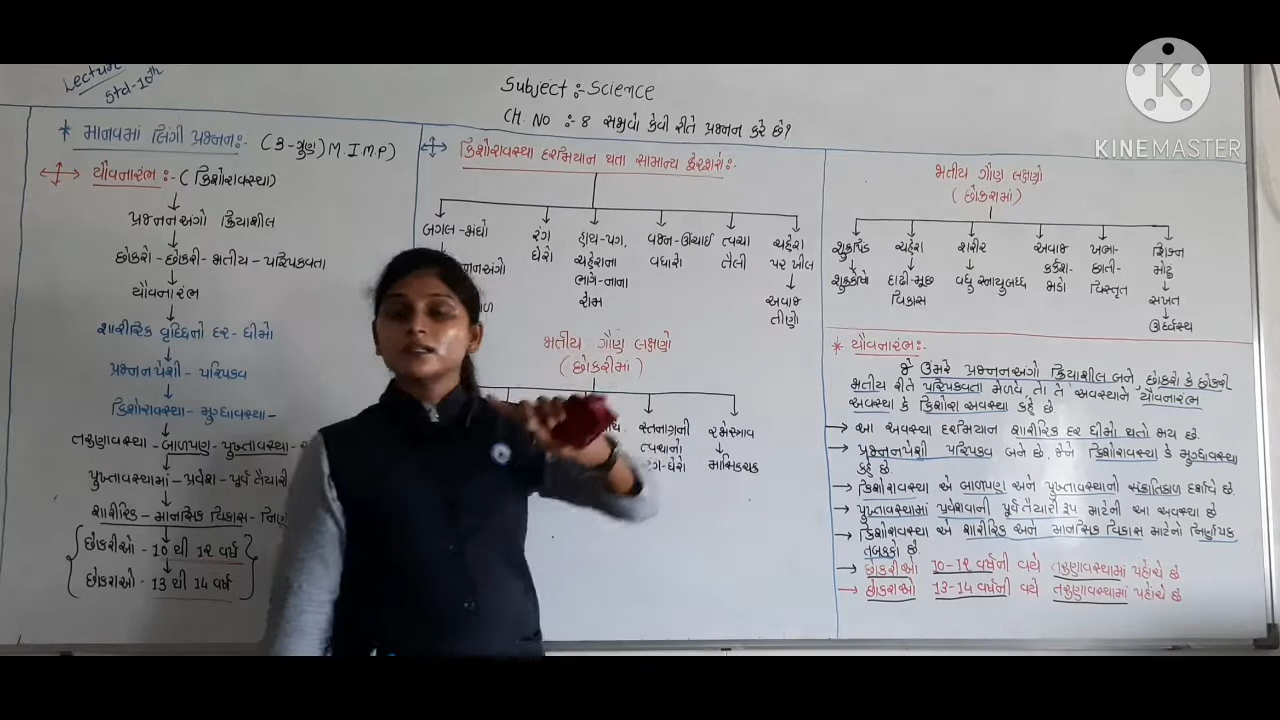 Lecture
Std-10th
Subject :- Science
CH. No :- 8 સજીવો કેવી રીતે પ્રજનન કરે છે?
K
KINEMASTER
* માનવમાં લિંગી પ્રજનન:- (3-ગુણ) M.I.M.P)
યૌવનારંભ :- (કિશોરાવસ્થા)
પ્રજનનઅંગો ક્રિયાશીલ
છોકરો - છોકરી - જાતીય - પરિપક્વતા
યૌવનારંભ
શારીરિક વૃદ્ધિનો દર - ધીમો
પ્રજનનપેશી - પરિપક્વ
કિશોરાવસ્થા - મુગ્ધાવસ્થા -
તરુણાવસ્થા - બાળપણ - પુખ્તાવસ્થા -
પુખ્તાવસ્થામાં - પ્રવેશ - પૂર્વ તૈયારી
શારીરિક - માનસિક વિકાસ -
છોકરીઓ - 10 થી 12 વર્ષ
છોકરાઓ - 13 થી 14 વર્ષ
કિશોરાવસ્થા દરમિયાન થતા સામાન્ય ફેરફારો:-
બગલ - જાંઘો
રંગ ઘેરો
હાથ - પગ, ચહેરાના ભાગ - નાના રોમ
વજન - ઊંચાઈ વધારો
ત્વચા તૈલી
ચહેરા પર ખીલ
અવાજ તીણો
જાતીય ગૌણ લક્ષણો
(છોકરીમાં)
સ્તનાગ્રની ત્વચાનો રંગ - ઘેરો
રજોસ્ત્રાવ
માસિકચક્ર
જાતીય ગૌણ લક્ષણો
(છોકરામાં)
શુક્રપિંડ
શુક્રકોષો
ચહેરા
દાઢી - મૂછ વિકાસ
શરીર
વધુ સ્નાયુબદ્ધ
અવાજ કર્કશ - જાડો
ખભા - છાતી - વિસ્તૃત
શિશ્ન મોટું
સખત
ઊર્ધ્વસ્થ
* યૌવનારંભ:-
જે ઉંમરે પ્રજનનઅંગો ક્રિયાશીલ બને, છોકરો કે છોકરી
જાતીય રીતે પરિપક્વતા મેળવે, તો તે અવસ્થાને યૌવનારંભ
અવસ્થા કે કિશોરા અવસ્થા કહે છે.
→ આ અવસ્થા દરમિયાન શારીરિક દર ધીમો થતો જાય છે.
→ પ્રજનનપેશી પરિપક્વ બને છે, જેને કિશોરાવસ્થા કે મુગ્ધાવસ્થા
કહે છે.
→ કિશોરાવસ્થા એ બાળપણ અને પુખ્તાવસ્થાનો સંક્રાંતિકાળ દર્શાવે છે.
→ પુખ્તાવસ્થામાં પ્રવેશવાની પૂર્વ તૈયારી રૂપ માટેની આ અવસ્થા છે
→ કિશોરાવસ્થા એ શારીરિક અને માનસિક વિકાસ માટેનો નિર્ણાયક
તબક્કો છે.
→ છોકરીઓ 10-12 વર્ષની વચ્ચે તરુણાવસ્થામાં પહોંચે છે
→ છોકરાઓ 13-14 વર્ષની વચ્ચે તરુણાવસ્થામાં પહોંચે છે